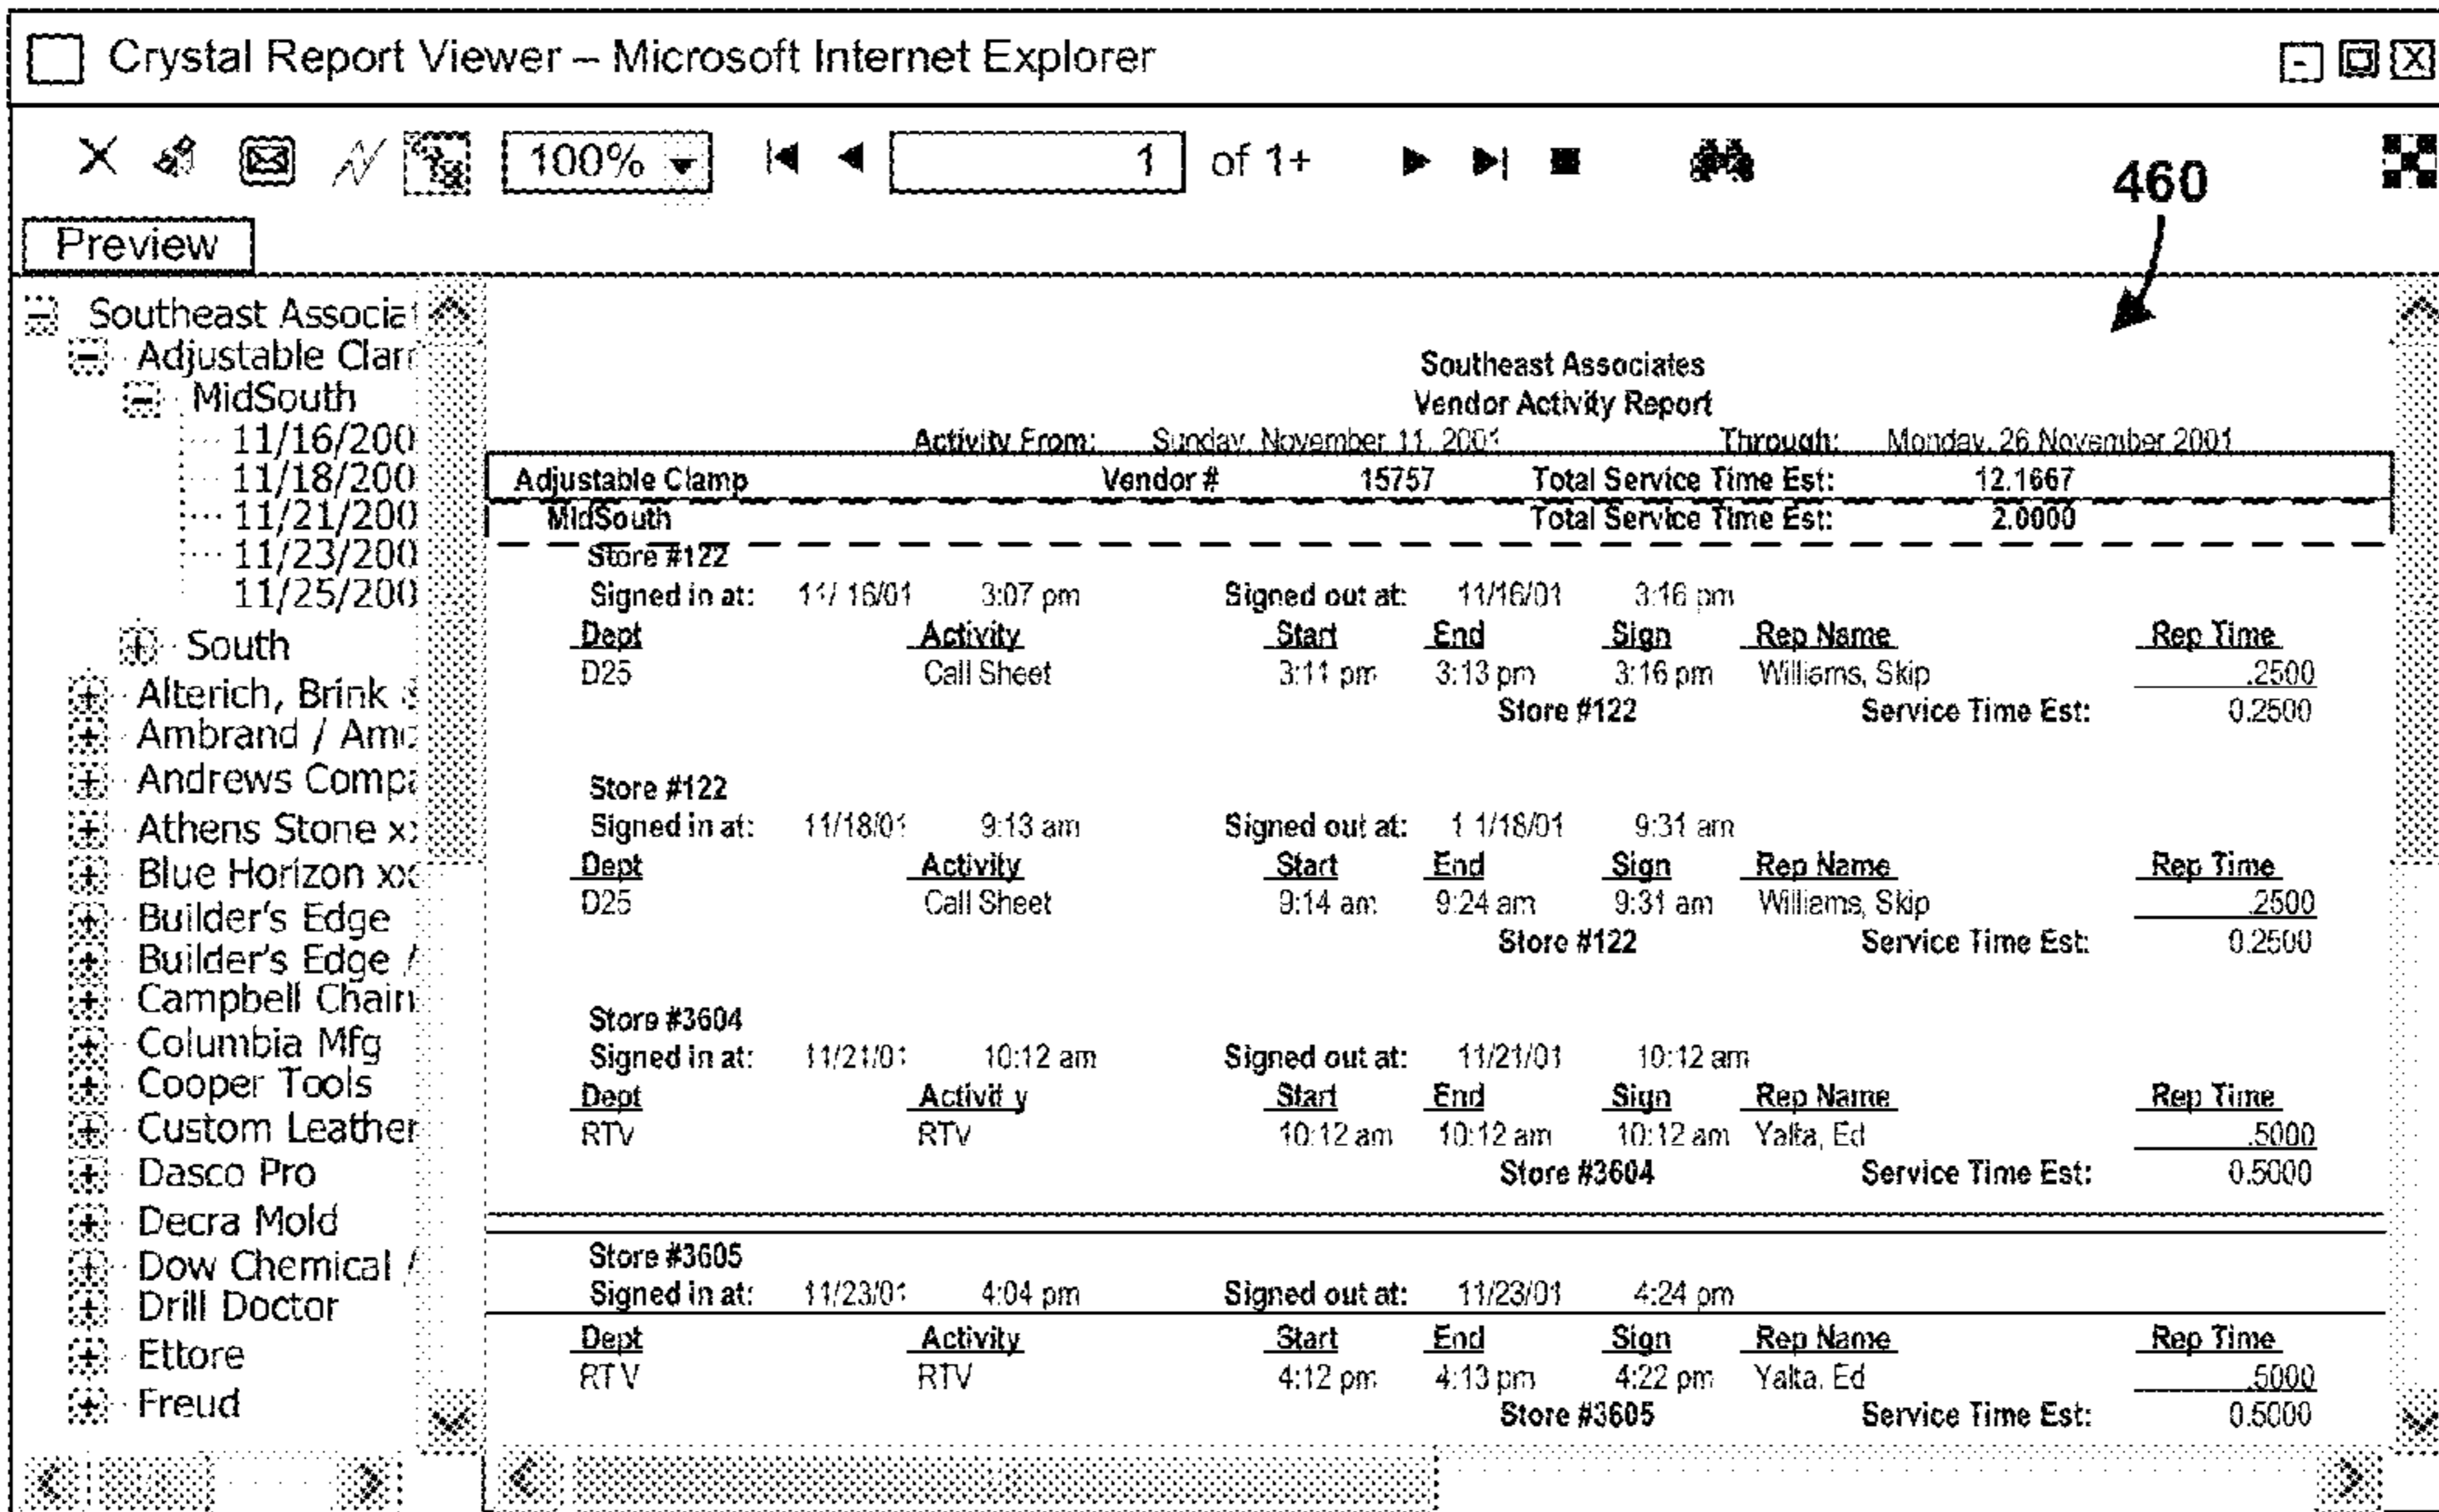 Crystal Report Viewer – Microsoft Internet Explorer
100% 1 of 1+
460
Preview
Southeast Associat
Adjustable Clam
MidSouth
11/16/200
11/18/200
11/21/200
11/23/200
11/25/200
South
Alterich, Brink
Ambrand / Amc
Andrews Compa
Athens Stone x
Blue Horizon xx
Builder's Edge
Builder's Edge /
Campbell Chain
Columbia Mfg
Cooper Tools
Custom Leather
Dasco Pro
Decra Mold
Dow Chemical /
Drill Doctor
Ettore
Freud
Southeast Associates
Vendor Activity Report
Activity From: Sunday, November 11, 2001 Through: Monday, 26 November 2001
Adjustable Clamp Vendor # 15757 Total Service Time Est: 12.1667
MidSouth Total Service Time Est: 2.0000
Store #122
Signed in at: 11/ 16/01 3:07 pm Signed out at: 11/16/01 3:16 pm
Dept Activity Start End Sign Rep Name Rep Time
D25 Call Sheet 3:11 pm 3:13 pm 3:16 pm Williams, Skip .2500
Store #122 Service Time Est: 0.2500
Store #122
Signed in at: 11/18/01 9:13 am Signed out at: 1 1/18/01 9:31 am
Dept Activity Start End Sign Rep Name Rep Time
D25 Call Sheet 9:14 am 9:24 am 9:31 am Williams, Skip .2500
Store #122 Service Time Est: 0.2500
Store #3604
Signed in at: 11/21/01 10:12 am Signed out at: 11/21/01 10:12 am
Dept Activit y Start End Sign Rep Name Rep Time
RTV RTV 10:12 am 10:12 am 10:12 am Yalta, Ed .5000
Store #3604 Service Time Est: 0.5000
Store #3605
Signed in at: 11/23/01 4:04 pm Signed out at: 11/23/01 4:24 pm
Dept Activity Start End Sign Rep Name Rep Time
RT V RTV 4:12 pm 4:13 pm 4:22 pm Yalta, Ed .5000
Store #3605 Service Time Est: 0.5000